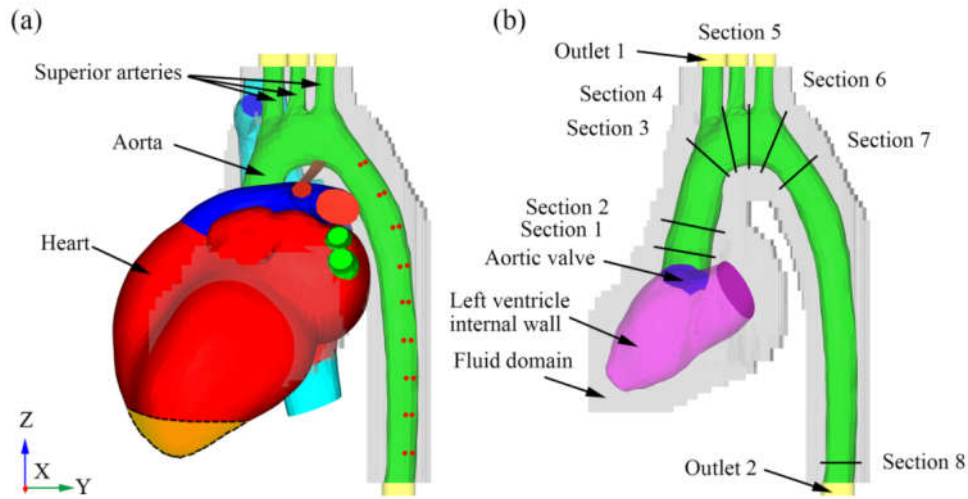 (a)
Superior arteries
Aorta
Heart
Z
X
Y
(b)
Section 5
Outlet 1
Section 6
Section 4
Section 3
Section 7
Section 2
Section 1
Aortic valve
Left ventricle
internal wall
Fluid domain
Outlet 2
Section 8